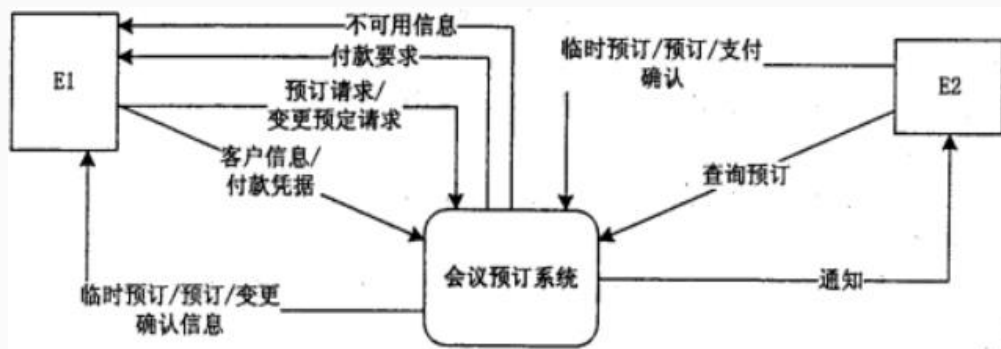 不可用信息
付款要求
E1
预订请求/
变更预定请求
客户信息/
付款凭据
临时预订/预订/支付
确认
E2
查询预订
会议预订系统
通知
临时预订/预订/变更
确认信息